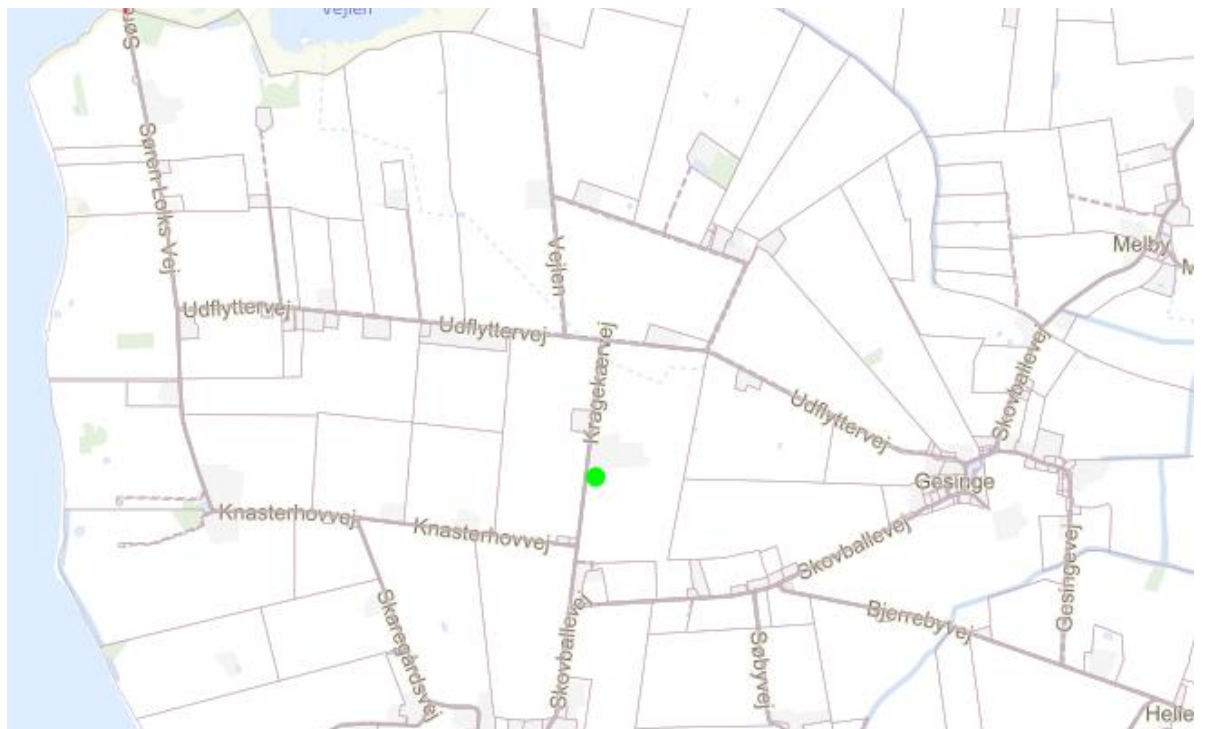 Vejlen
Søren Lolks Vej
Vejlen
Melby
Udflyttervej
Udflyttervej
Kragekærvej
Udflyttervej
Skovballevej
Gesinge
Knasterhovvej
Knasterhovvej
Skovballevej
Gesingevej
Skaregårdsvej
Skovballevej
Søbyvej
Bjerrebyvej